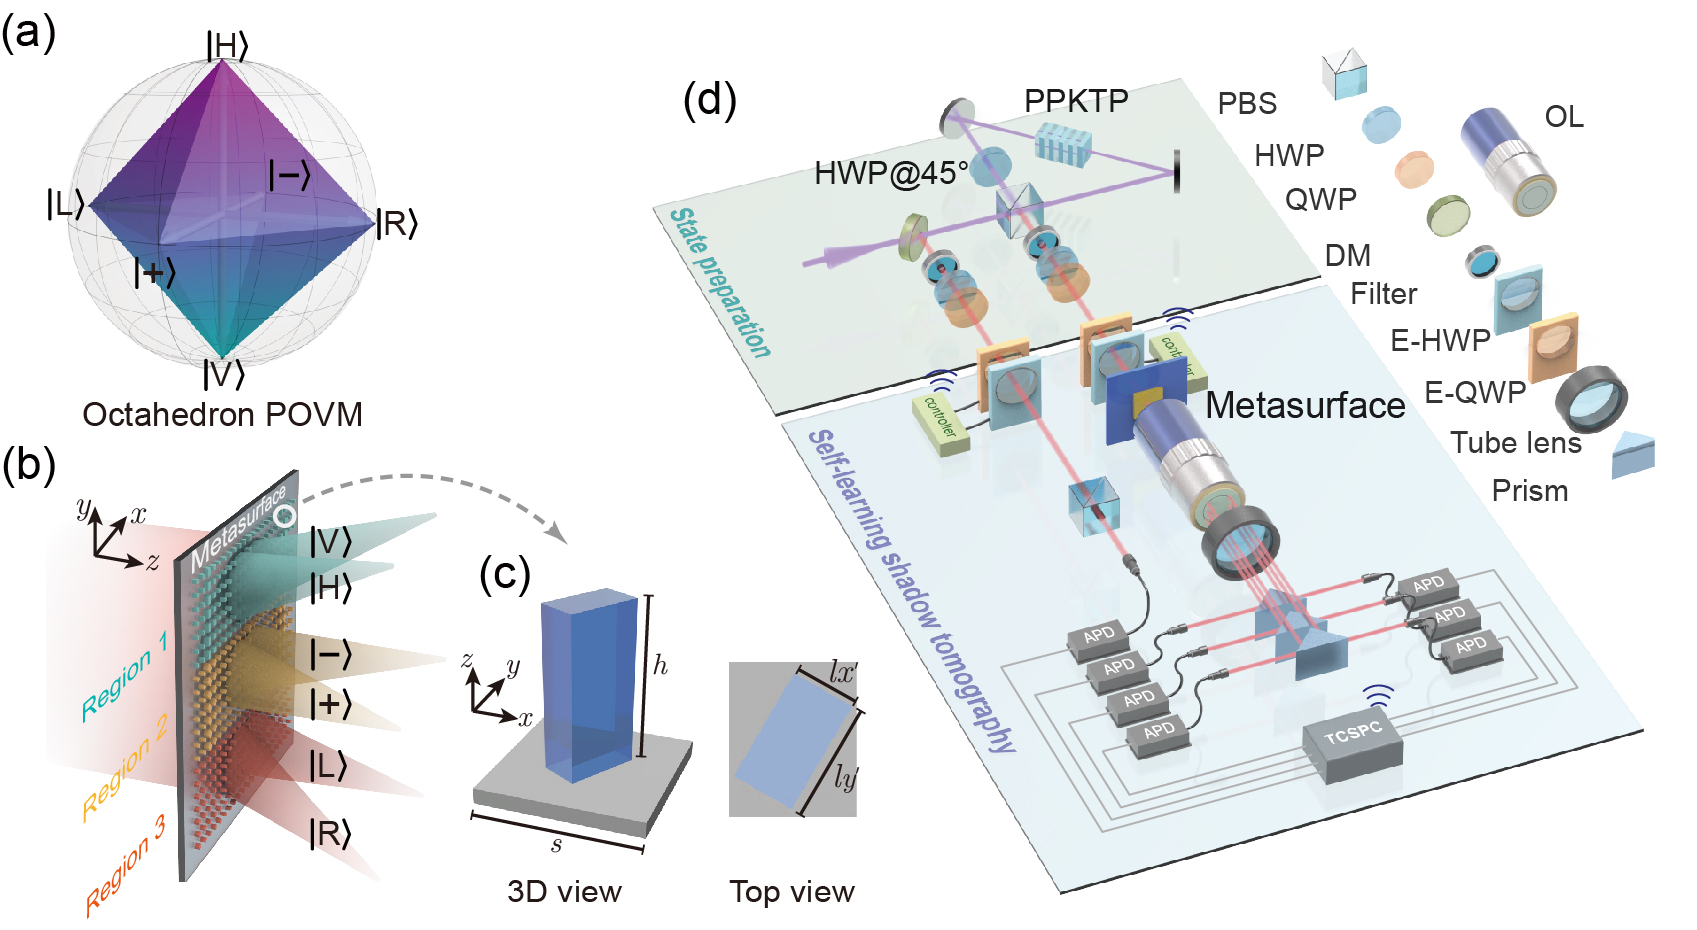 (a)
|H⟩
|L⟩
|−⟩
|R⟩
|+⟩
|V⟩
Octahedron POVM
(b)
y
x
z
Metasurface
|V⟩
|H⟩
|−⟩
|+⟩
|L⟩
|R⟩
Region 1
Region 2
Region 3
(c)
z
y
x
h
s
3D view
lx'
ly'
Top view
(d)
PPKTP
HWP@45°
State preparation
controller
controller
Metasurface
Self-learning shadow tomography
APD
APD
APD
APD
APD
APD
APD
TCSPC
PBS
OL
HWP
QWP
DM
Filter
E-HWP
E-QWP
Tube lens
Prism